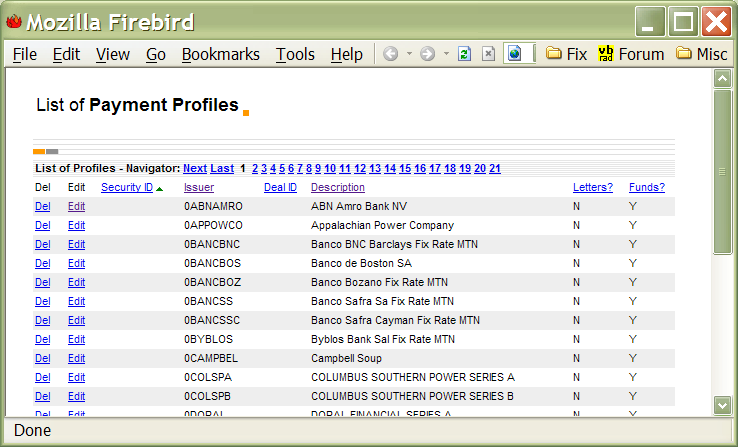 Mozilla Firebird
File Edit View Go Bookmarks Tools Help Fix vb rad Forum Misc
List of Payment Profiles
List of Profiles - Navigator: Next Last 1 2 3 4 5 6 7 8 9 10 11 12 13 14 15 16 17 18 19 20 21
Del Edit Security ID Issuer Deal ID Description Letters? Funds?
Del Edit 0ABNAMRO ABN Amro Bank NV N Y
Del Edit 0APPOWCO Appalachian Power Company N Y
Del Edit 0BANCBNC Banco BNC Barclays Fix Rate MTN N Y
Del Edit 0BANCBOS Banco de Boston SA N Y
Del Edit 0BANCBOZ Banco Bozano Fix Rate MTN N Y
Del Edit 0BANCSS Banco Safra Sa Fix Rate MTN N Y
Del Edit 0BANCSSC Banco Safra Cayman Fix Rate MTN N Y
Del Edit 0BYBLOS Byblos Bank Sal Fix Rate MTN N Y
Del Edit 0CAMPBEL Campbell Soup N Y
Del Edit 0COLSPA COLUMBUS SOUTHERN POWER SERIES A N Y
Del Edit 0COLSPB COLUMBUS SOUTHERN POWER SERIES B N Y
Del Edit 0DORAL DORAL FINANCIAL SERIES A N Y
Done